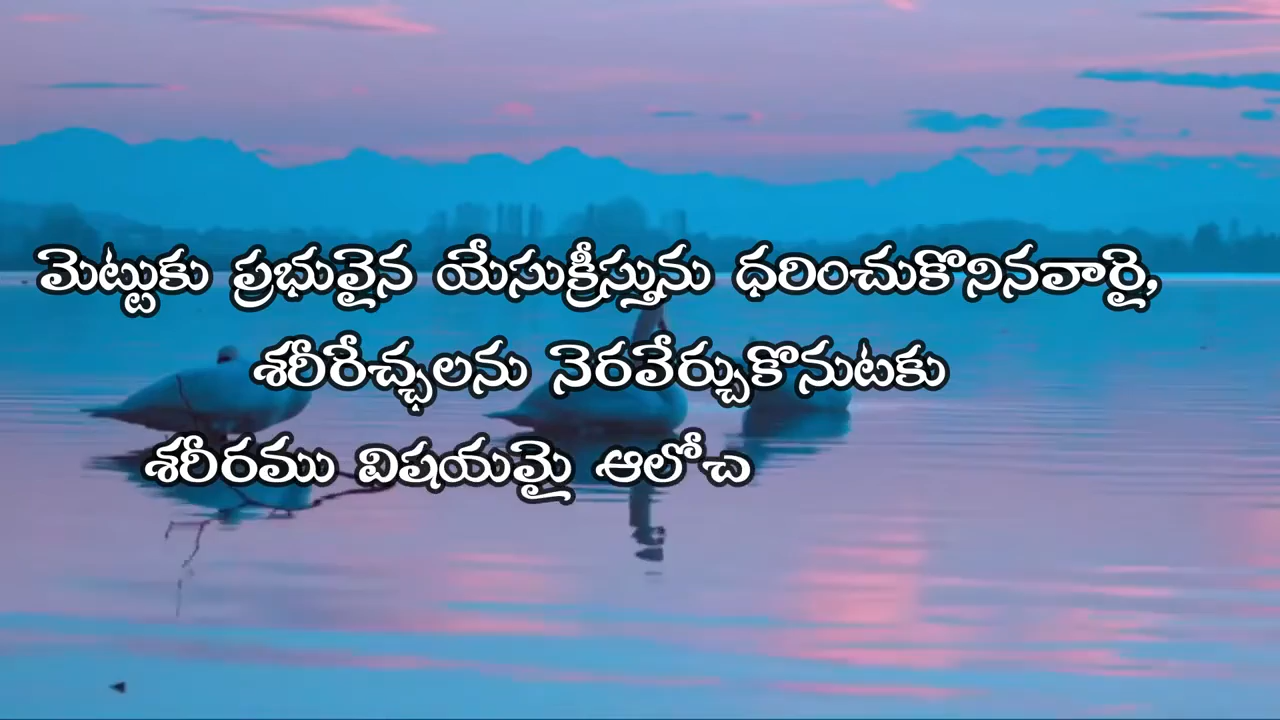 మెట్టుకు ప్రభువైన యేసుక్రీస్తును ధరించుకొనినవారై,
శరీరేచ్ఛలను నెరవేర్చుకొనుటకు
శరీరము విషయమై ఆలోచ